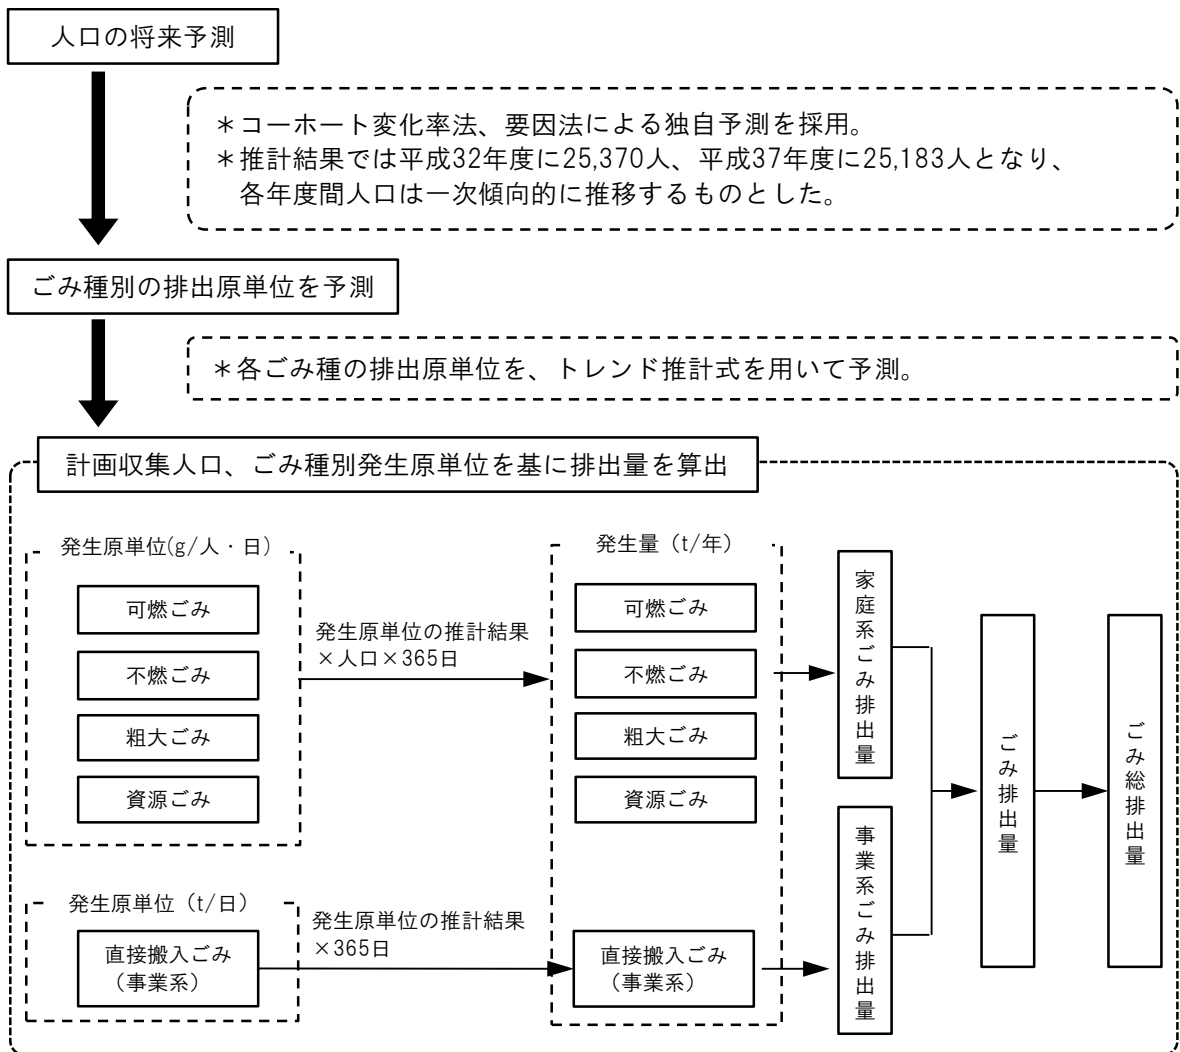 人口の将来予測
＊コーホート変化率法、要因法による独自予測を採用。
＊推計結果では平成32年度に25,370人、平成37年度に25,183人となり、
各年度間人口は一次傾向的に推移するものとした。
ごみ種別の排出原単位を予測
＊各ごみ種の排出原単位を、トレンド推計式を用いて予測。
計画収集人口、ごみ種別発生原単位を基に排出量を算出
発生原単位(g/人・日)
可燃ごみ
不燃ごみ
粗大ごみ
資源ごみ
発生原単位の推計結果
×人口×365日
発生量（t/年）
可燃ごみ
不燃ごみ
粗大ごみ
資源ごみ
家庭系ごみ排出量
発生原単位（t/日）
直接搬入ごみ
（事業系）
発生原単位の推計結果
×365日
直接搬入ごみ
（事業系）
事業系ごみ排出量
ごみ排出量
ごみ総排出量